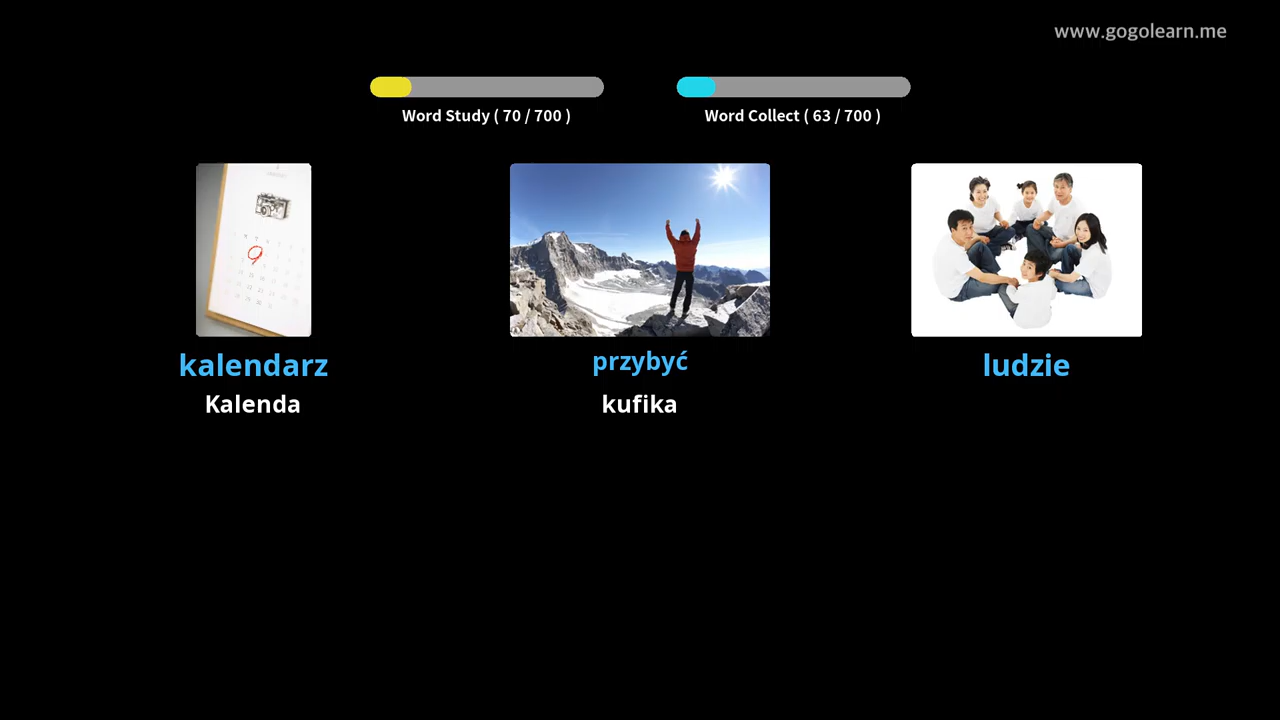 www.gogolearn.me
Word Study ( 70 / 700 )
Word Collect ( 63 / 700 )
kalendarz
Kalenda
przybyć
kufika
ludzie